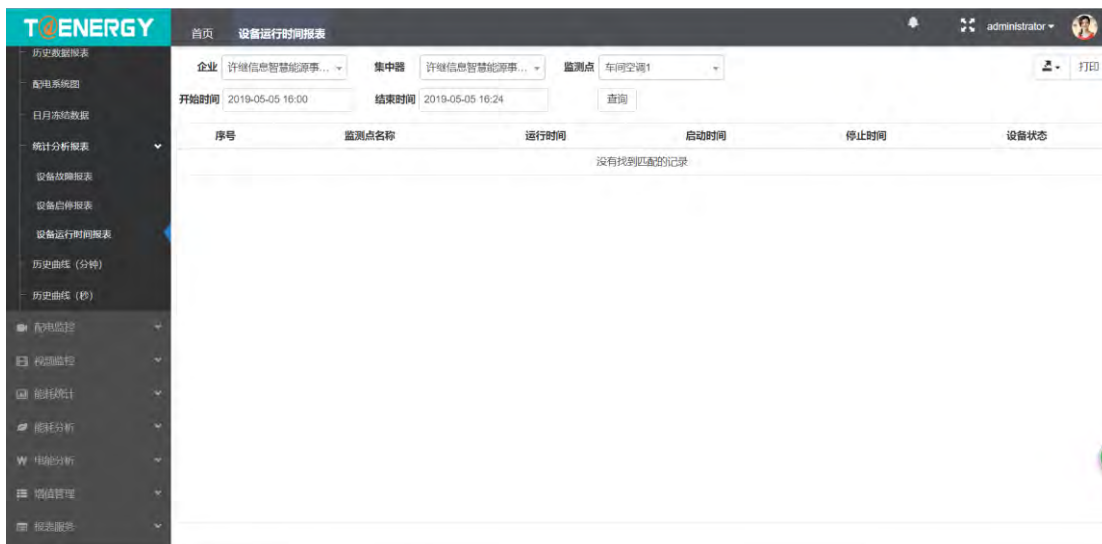 T@ENERGY
首页 设备运行时间报表
administrator
历史数据报表
配电系统图
日月冻结数据
统计分析报表
设备故障报表
设备启停报表
设备运行时间报表
历史曲线（分钟）
历史曲线（秒）
配电监控
视频监控
能耗统计
能耗分析
电能分析
增值管理
报表服务
企业 许继信息智慧能源事... 集中器 许继信息智慧能源事... 监测点 车间空调1 打印
开始时间 2019-05-05 16:00 结束时间 2019-05-05 16:24 查询
序号 监测点名称 运行时间 启动时间 停止时间 设备状态
没有找到匹配的记录